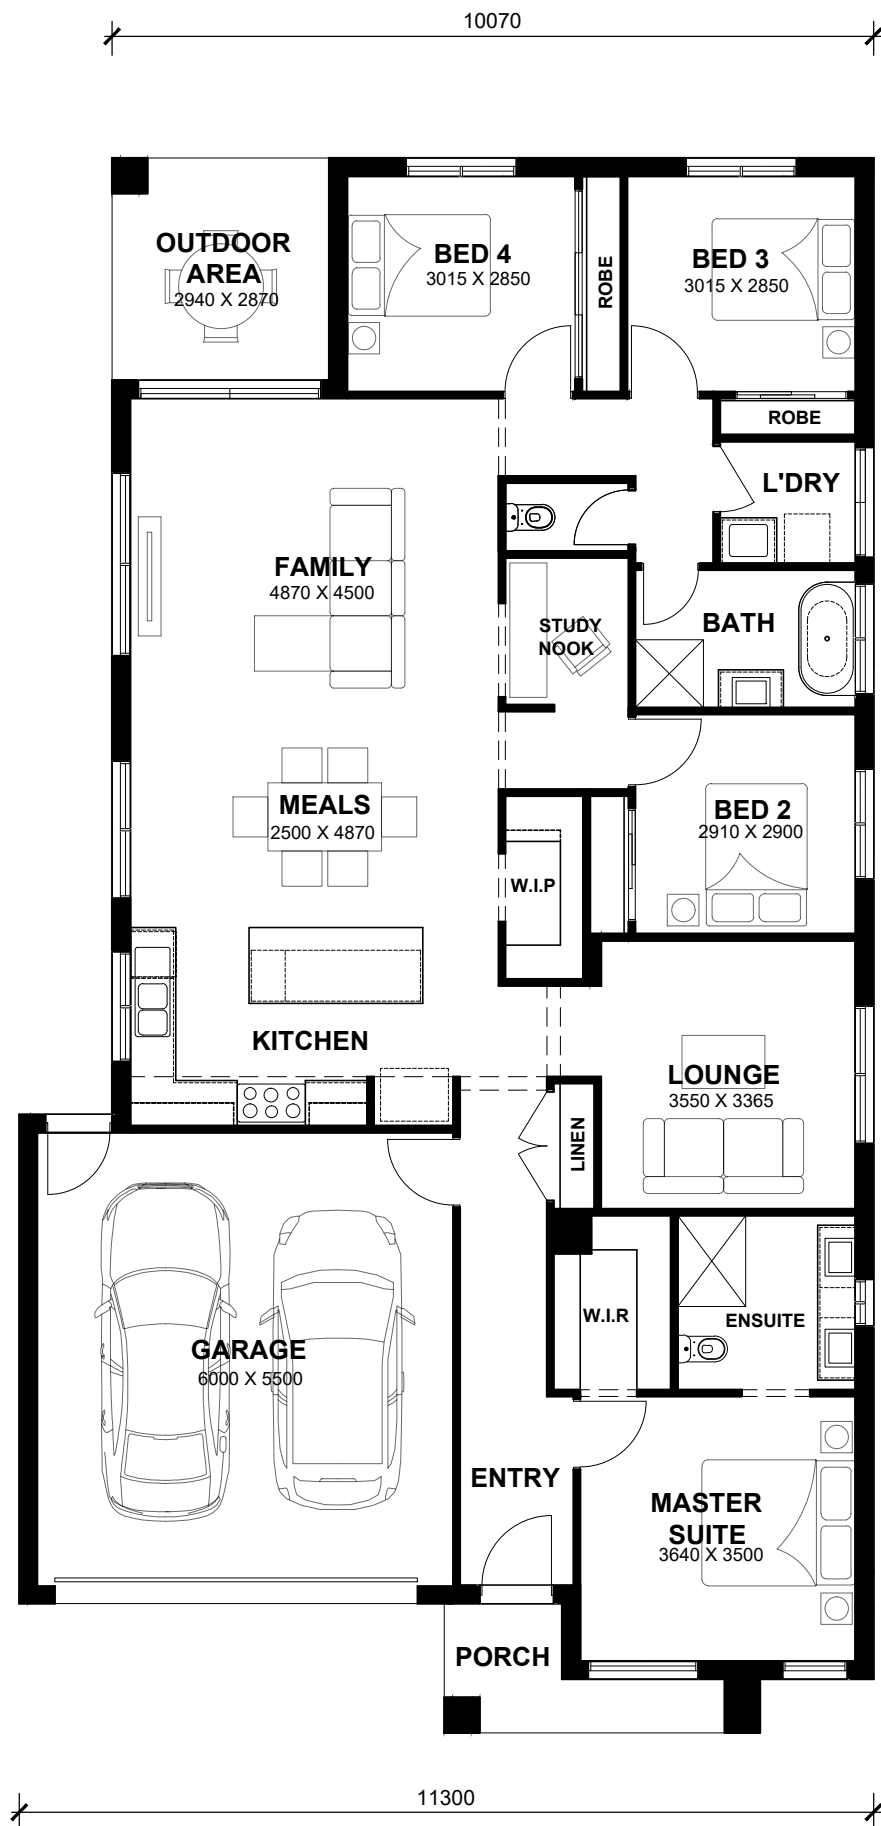 10070
OUTDOOR
AREA
2940 X 2870
BED 4
3015 X 2850
ROBE
BED 3
3015 X 2850
ROBE
L'DRY
FAMILY
4870 X 4500
STUDY
NOOK
BATH
MEALS
2500 X 4870
W.I.P
BED 2
2910 X 2900
KITCHEN
LOUNGE
3550 X 3365
LINEN
W.I.R
ENSUITE
GARAGE
6000 X 5500
ENTRY
MASTER
SUITE
3640 X 3500
PORCH
11300